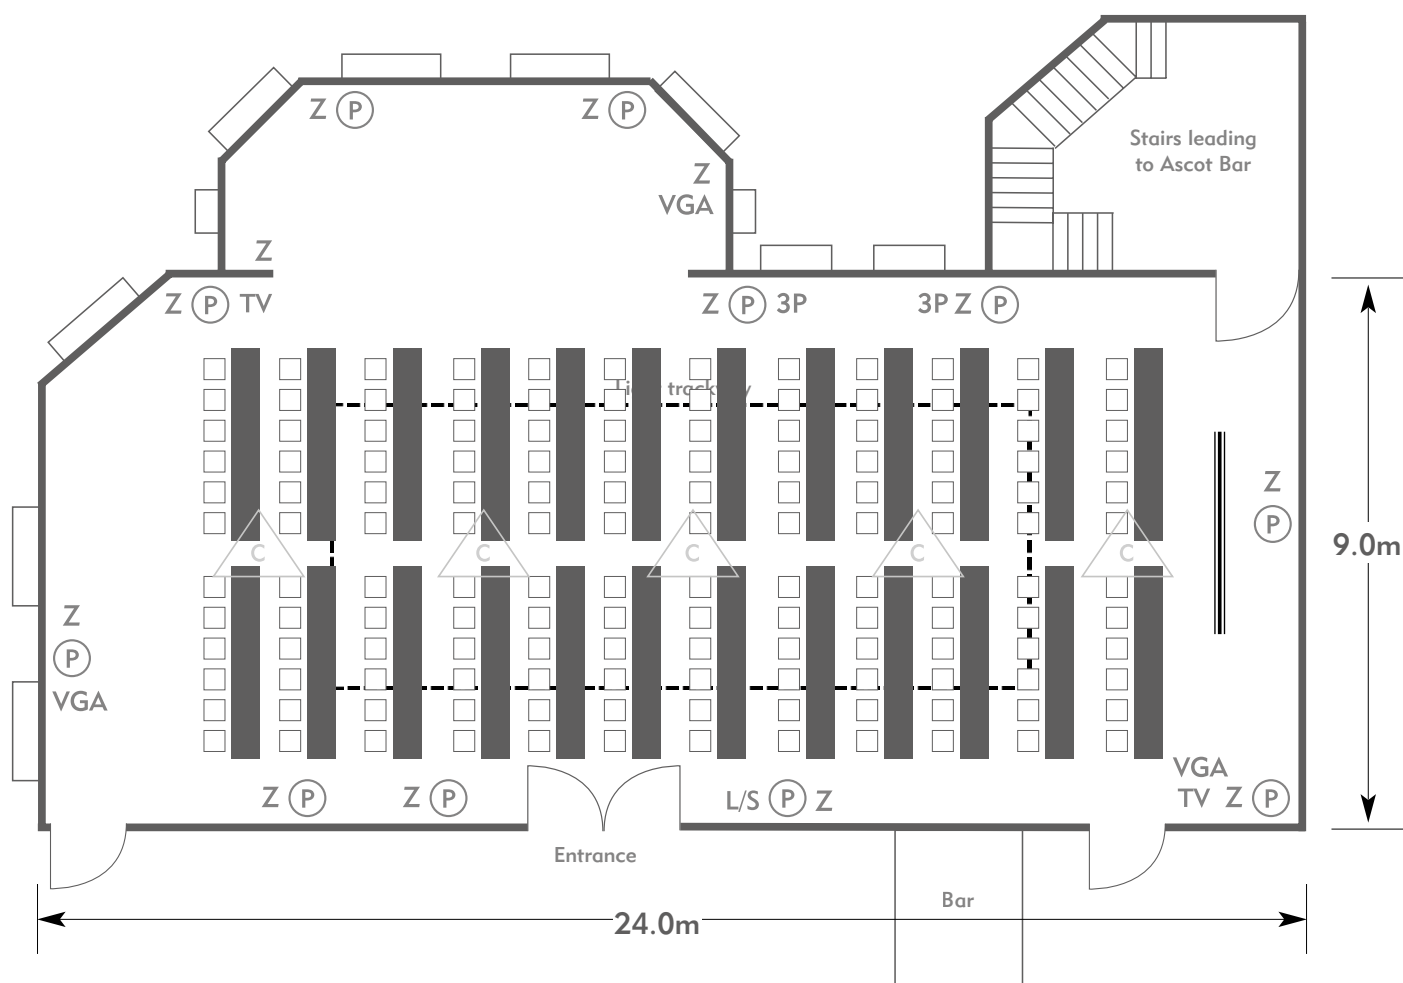 Z P
Z P
Stairs leading
to Ascot Bar
Z
VGA
Z
Z P TV
Z P 3P
3P Z P
Z
P
C C C C C
9.0m
Z
P
VGA
VGA
TV Z P
Z P
Z P
L/S P Z
Entrance
Bar
24.0m